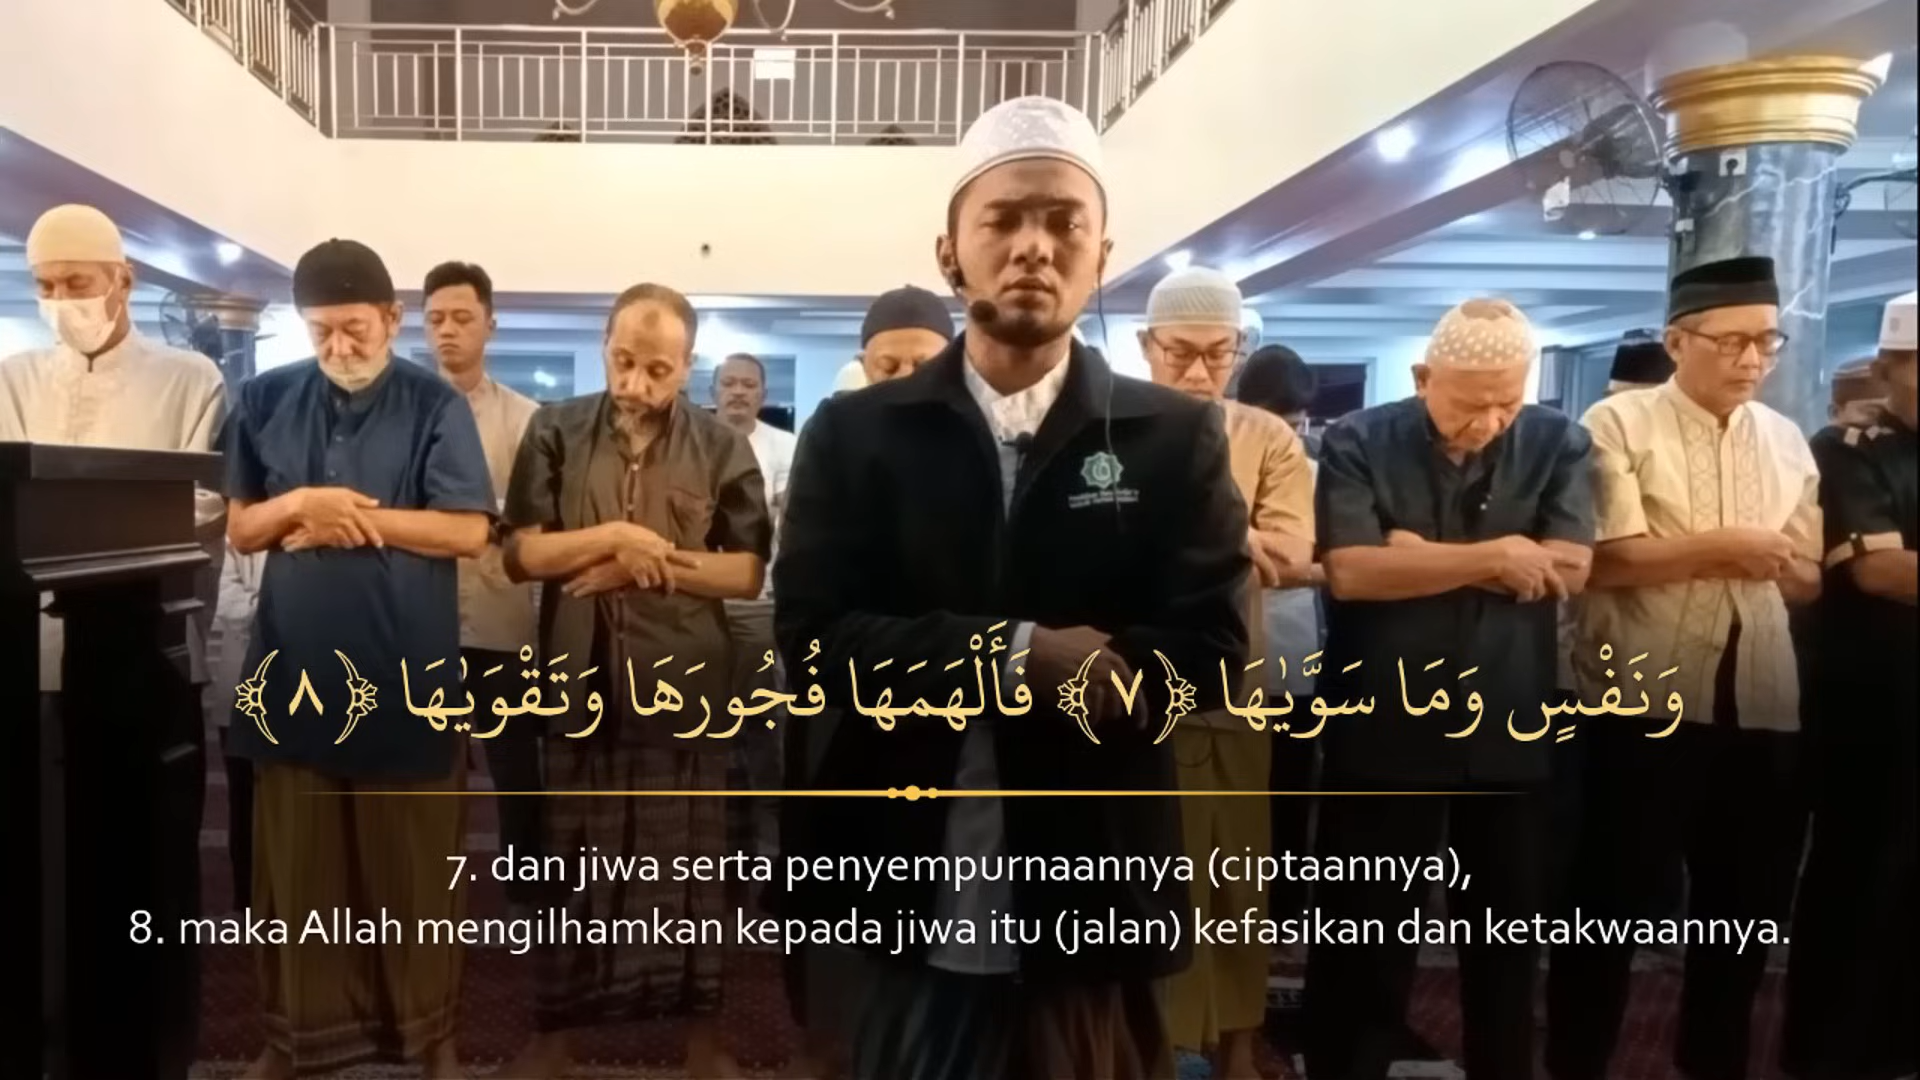 وَنَفْسٍ وَمَا سَوَّىٰهَا ﴿٧﴾ فَأَلْهَمَهَا فُجُورَهَا وَتَقْوَىٰهَا ﴿٨﴾
7. dan jiwa serta penyempurnaannya (ciptaannya),
8. maka Allah mengilhamkan kepada jiwa itu (jalan) kefasikan dan ketakwaannya.